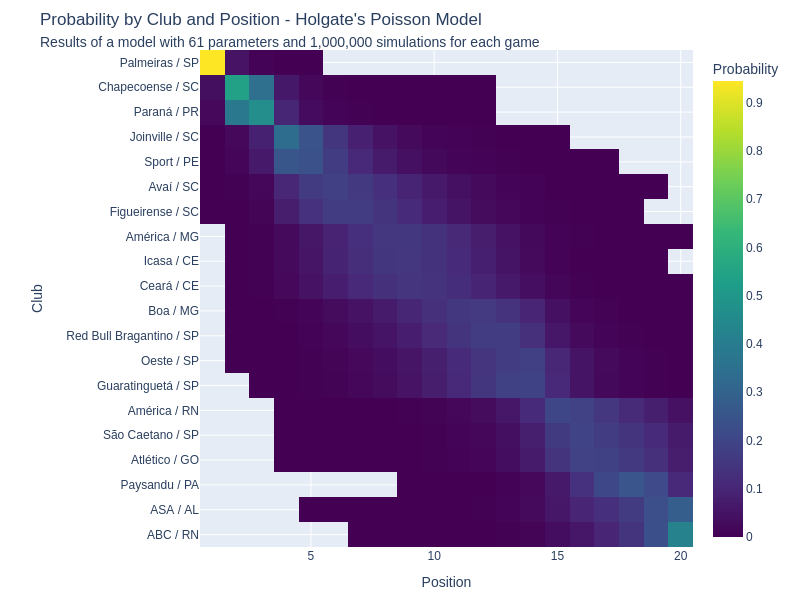 Probability by Club and Position - Holgate's Poisson Model
Results of a model with 61 parameters and 1,000,000 simulations for each game
Probability
Palmeiras / SP
Chapecoense / SC
Paraná / PR
Joinville / SC
Sport / PE
Avaí / SC
Figueirense / SC
América / MG
Icasa / CE
Ceará / CE
Boa / MG
Red Bull Bragantino / SP
Oeste / SP
Guaratinguetá / SP
América / RN
São Caetano / SP
Atlético / GO
Paysandu / PA
ASA / AL
ABC / RN
Club
5
10
15
20
Position
0.9
0.8
0.7
0.6
0.5
0.4
0.3
0.2
0.1
0